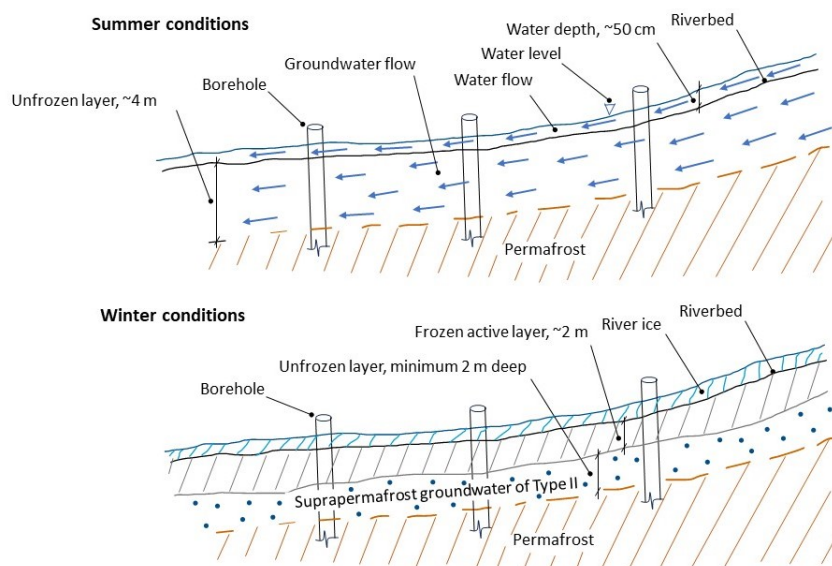 Summer conditions
Water depth, ~50 cm
Riverbed
Water level
Groundwater flow
Water flow
Borehole
Unfrozen layer, ~4 m
Permafrost
Winter conditions
Riverbed
River ice
Frozen active layer, ~2 m
Unfrozen layer, minimum 2 m deep
Borehole
Suprapermafrost groundwater of Type II
Permafrost